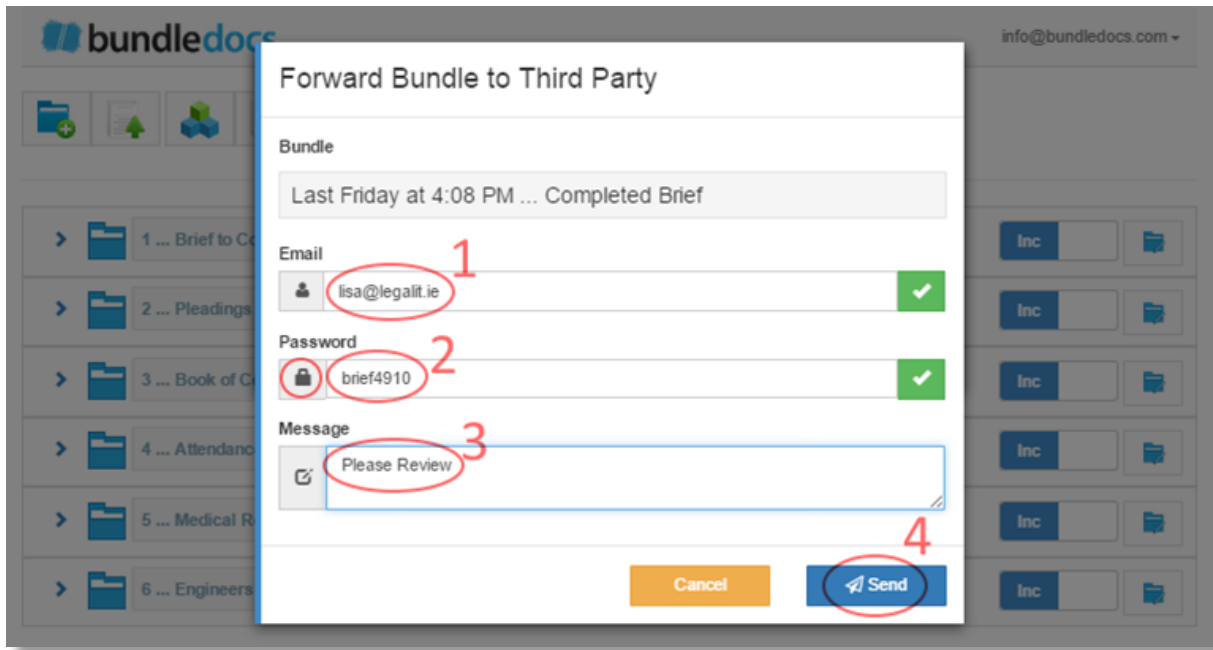 bundledocs
info@bundledocs.com
Forward Bundle to Third Party
Bundle
Last Friday at 4:08 PM ... Completed Brief
1 ... Brief to
Inc
Email
1
lisa@legalit.ie
2 ... Pleadings
Inc
Password
2
brief4910
3 ... Book of
Inc
Message
3
Please Review
4 ... Attendanc
Inc
5 ... Medical R
Inc
4
Cancel
Send
6 ... Engineers
Inc